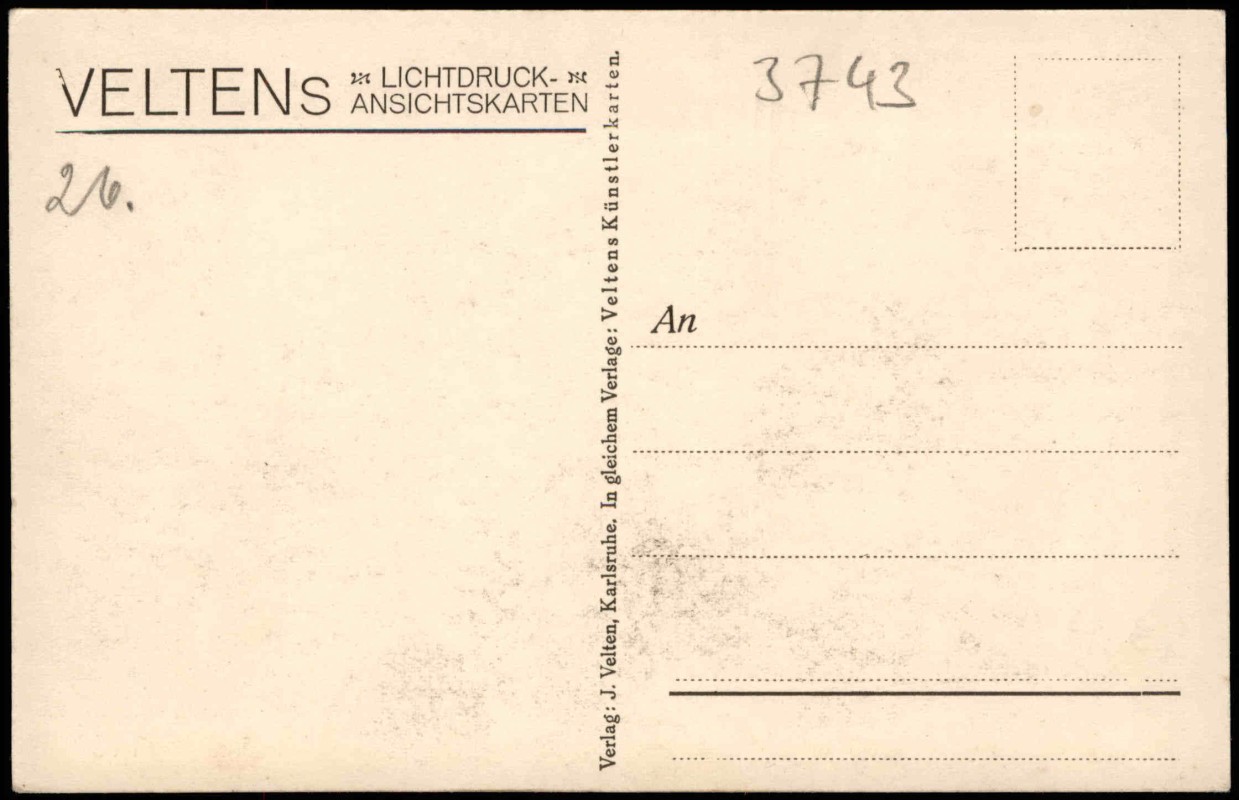 VELTENS LICHTDRUCK-
ANSICHTSKARTEN
26.
Verlag: J. Velten, Karlsruhe. In gleichem Verlage: Veltens Künstlerkarten.
3743
An